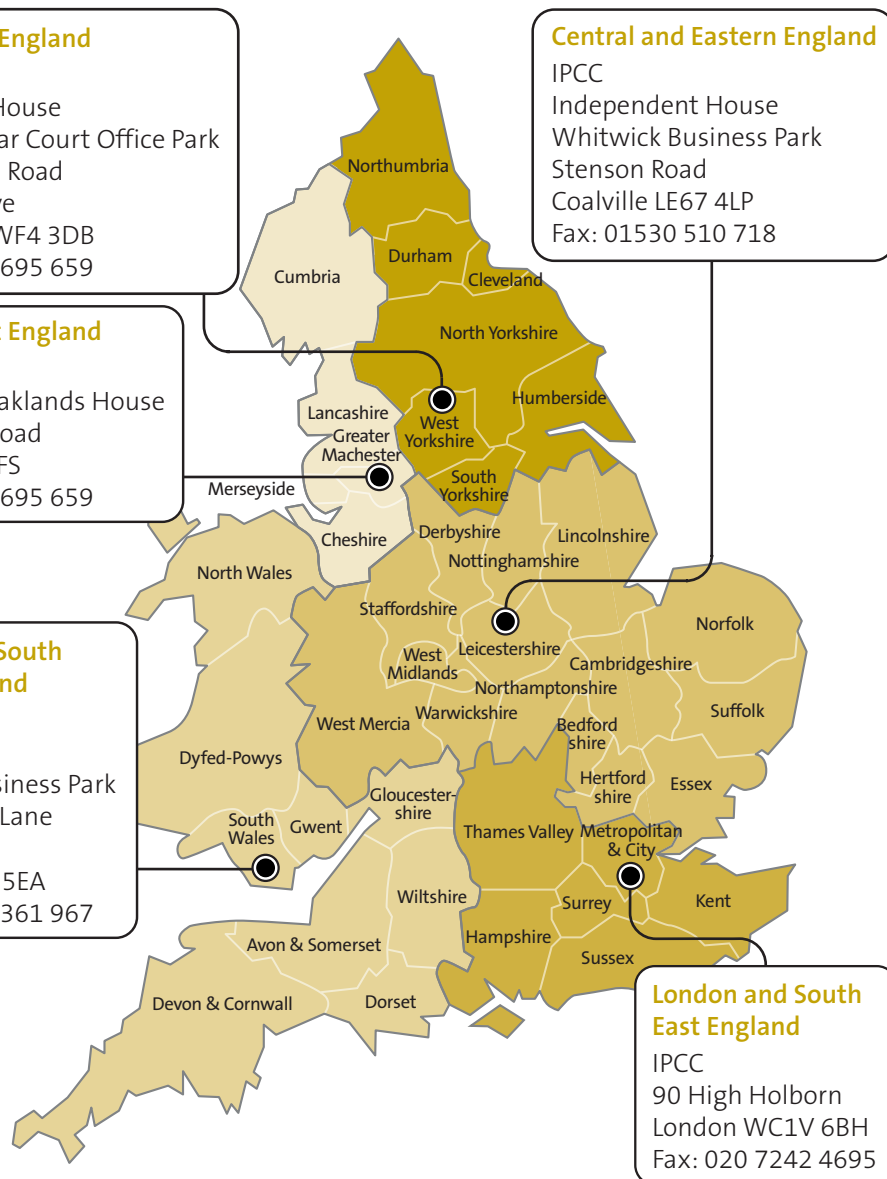 England
House
ar Court Office Park
Road
ve
WF4 3DB
695 659
Central and Eastern England
IPCC
Independent House
Whitwick Business Park
Stenson Road
Coalville LE67 4LP
Fax: 01530 510 718
t England
aklands House
oad
FS
695 659
South
nd
siness Park
Lane
5EA
361 967
London and South
East England
IPCC
90 High Holborn
London WC1V 6BH
Fax: 020 7242 4695
Northumbria
Durham
Cleveland
Cumbria
North Yorkshire
Humberside
Lancashire
West
Yorkshire
Greater
Machester
South
Yorkshire
Merseyside
Cheshire
Derbyshire
Lincolnshire
Nottinghamshire
North Wales
Staffordshire
Norfolk
Leicestershire
West
Midlands
Cambridgeshire
Northamptonshire
Suffolk
West Mercia
Warwickshire
Bedford
shire
Dyfed-Powys
Hertford
shire
Essex
Gloucester-
shire
South
Wales
Gwent
Thames Valley
Metropolitan
& City
Wiltshire
Surrey
Kent
Hampshire
Avon & Somerset
Sussex
Devon & Cornwall
Dorset